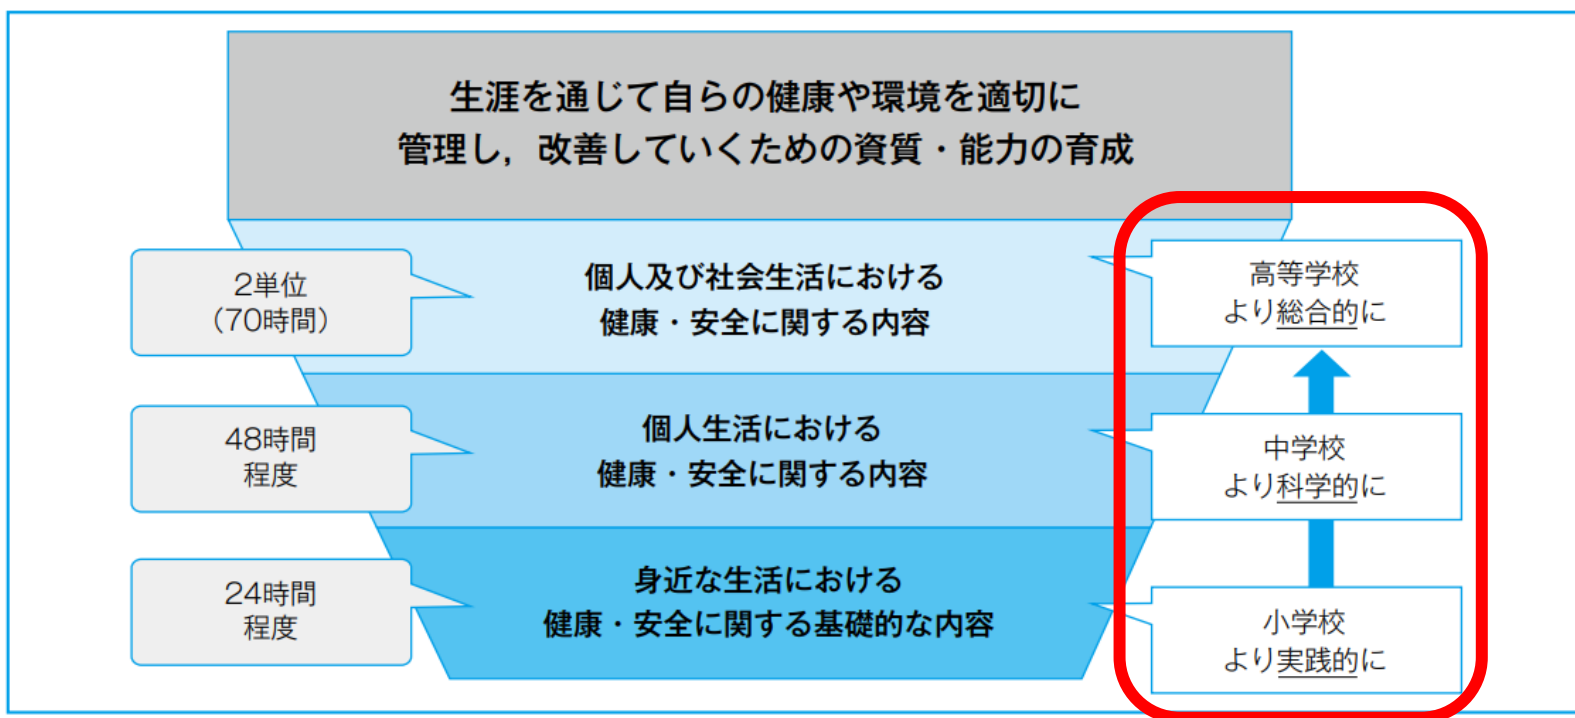 生涯を通じて自らの健康や環境を適切に
管理し，改善していくための資質・能力の育成
2単位
（70時間）
個人及び社会生活における
健康・安全に関する内容
高等学校
より総合的に
48時間
程度
個人生活における
健康・安全に関する内容
中学校
より科学的に
24時間
程度
身近な生活における
健康・安全に関する基礎的な内容
小学校
より実践的に